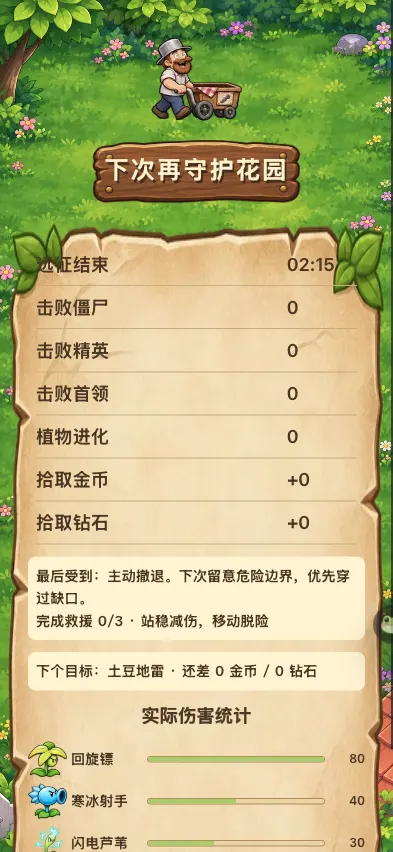 下次再守护花园
远征结束 02:15
击败僵尸 0
击败精英 0
击败首领 0
植物进化 0
拾取金币 +0
拾取钻石 +0
最后受到：主动撤退。下次留意危险边界，优先穿
过缺口。
完成救援 0/3 · 站稳减伤，移动脱险
下个目标：土豆地雷 · 还差 0 金币 / 0 钻石
实际伤害统计
回旋镖 80
寒冰射手 40
闪电芦苇 30